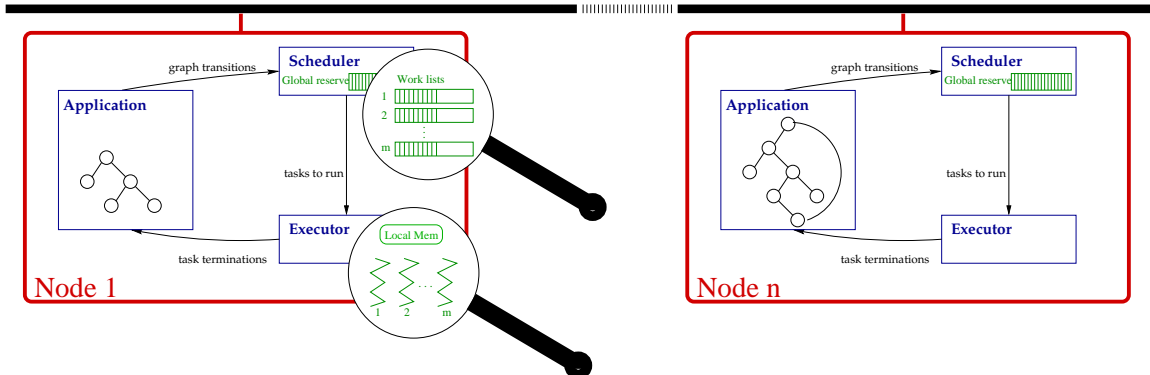 Scheduler
graph transitions
Global reserve
Work lists
Application
1
2
. . .
m
tasks to run
Executor
Local Mem
task terminations
. . .
1 2 m
Node 1
Scheduler
graph transitions
Global reserve
Application
tasks to run
Executor
task terminations
Node n